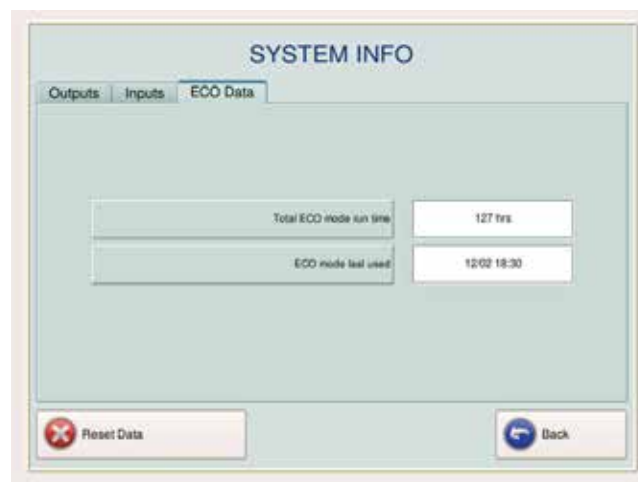 SYSTEM INFO
Outputs Inputs ECO Data
Total ECO mode run time 127 hrs
ECO mode last used 12/02 18:30
Reset Data Back